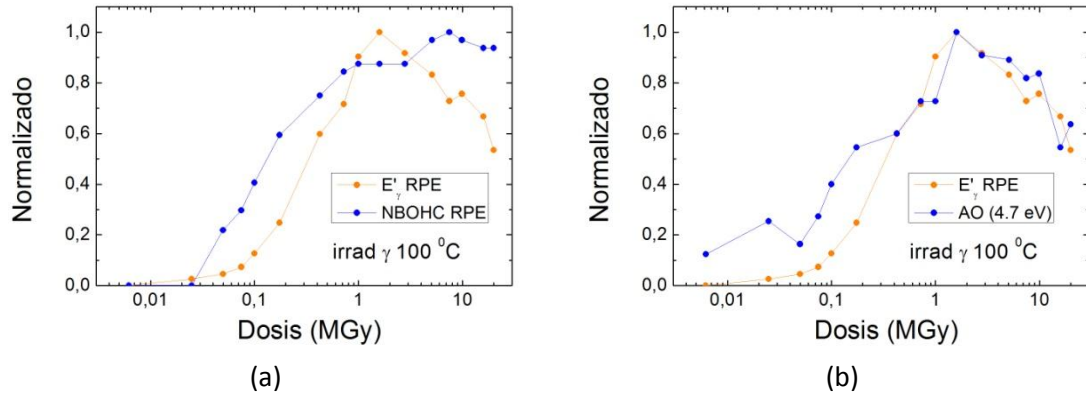 Normalizado
1,0
0,8
0,6
0,4
0,2
0,0
E'γ RPE
NBOHC RPE
irrad γ 100 ⁰C
0,01 0,1 1 10
Dosis (MGy)
(a)
Normalizado
1,0
0,8
0,6
0,4
0,2
0,0
E'γ RPE
AO (4.7 eV)
irrad γ 100 ⁰C
0,01 0,1 1 10
Dosis (MGy)
(b)